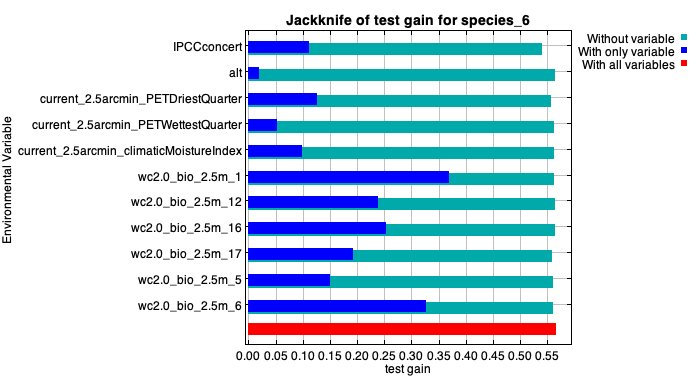 Jackknife of test gain for species_6
Without variable
With only variable
With all variables
Environmental Variable
IPCCconcert
alt
current_2.5arcmin_PETDriestQuarter
current_2.5arcmin_PETWettestQuarter
current_2.5arcmin_climaticMoistureIndex
wc2.0_bio_2.5m_1
wc2.0_bio_2.5m_12
wc2.0_bio_2.5m_16
wc2.0_bio_2.5m_17
wc2.0_bio_2.5m_5
wc2.0_bio_2.5m_6
0.00 0.05 0.10 0.15 0.20 0.25 0.30 0.35 0.40 0.45 0.50 0.55
test gain